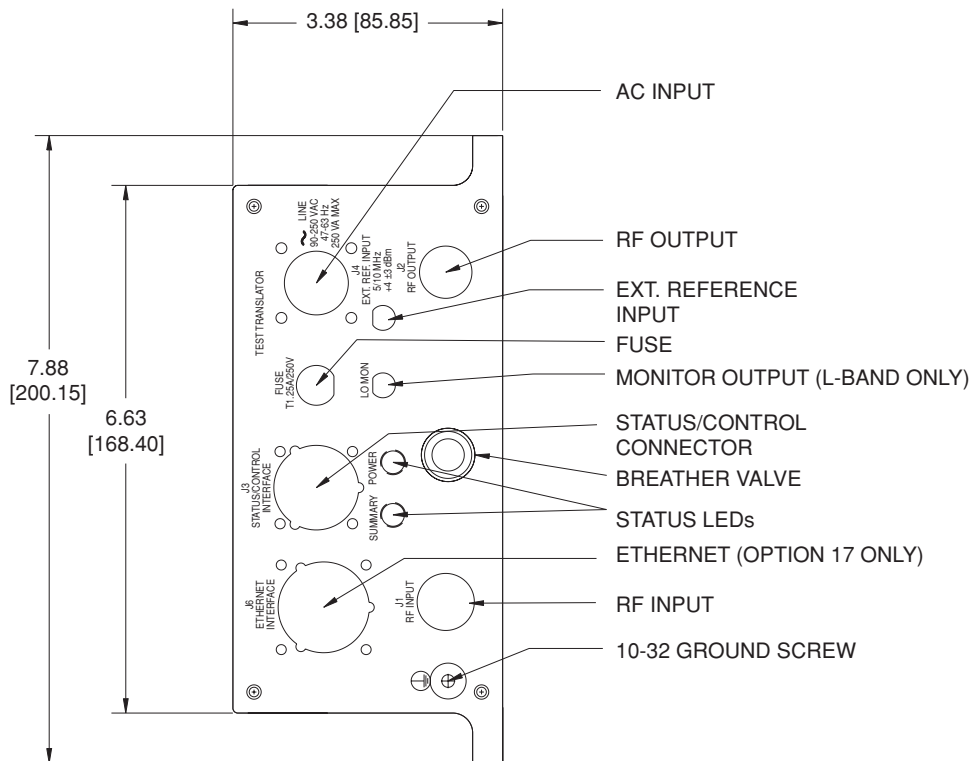 3.38 [85.85]
AC INPUT
RF OUTPUT
EXT. REFERENCE
INPUT
FUSE
MONITOR OUTPUT (L-BAND ONLY)
STATUS/CONTROL
CONNECTOR
BREATHER VALVE
STATUS LEDs
ETHERNET (OPTION 17 ONLY)
RF INPUT
10-32 GROUND SCREW
7.88
[200.15]
6.63
[168.40]
TEST TRANSLATOR
LINE
90-250 VAC
47-63 Hz
250 VA MAX
J4
EXT. REF. INPUT
5/10 MHz
+4 ±3 dBm
J2
RF OUTPUT
FUSE
T1.25A/250V
LO MON
J3
STATUS/CONTROL
INTERFACE
POWER
SUMMARY
J6
ETHERNET
INTERFACE
J1
RF INPUT